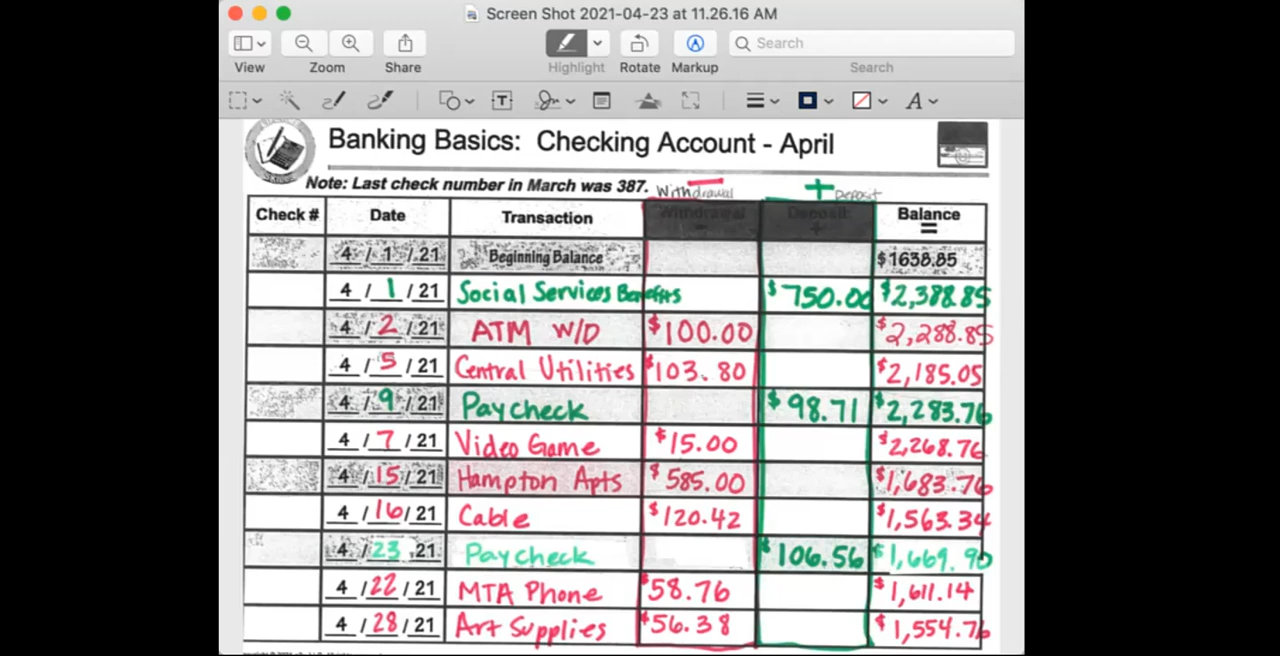 Screen Shot 2021-04-23 at 11.26.16 AM
Search
View Zoom Share Highlight Rotate Markup Search
Banking Basics: Checking Account - April
Note: Last check number in March was 387. Withdrawal Deposit
Check # Date Transaction Withdrawal Deposit Balance
- + =
4 / 1 / 21 Beginning Balance $1638.85
4 / 1 / 21 Social Services Benefits $750.00 $2,388.85
4 / 2 / 21 ATM W/D $100.00 $2,288.85
4 / 5 / 21 Central Utilities $103.80 $2,185.05
4 / 9 / 21 Paycheck $98.71 $2,283.76
4 / 7 / 21 Video Game $15.00 $2,268.76
4 / 15 / 21 Hampton Apts $585.00 $1,683.76
4 / 16 / 21 Cable $120.42 $1,563.34
4 / 23 , 21 Paycheck $106.56 $1,669.90
4 / 22 / 21 MTA Phone $58.76 $1,611.14
4 / 28 / 21 Art Supplies $56.38 $1,554.76